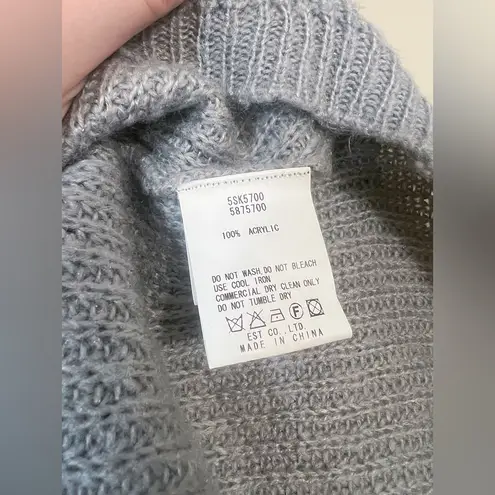 5SK5700
5875700
100% ACRYLIC
DO NOT WASH,DO NOT BLEACH
USE COOL IRON
COMMERCIAL DRY CLEAN ONLY
DO NOT TUMBLE DRY
F
EST CO.,LTD.
MADE IN CHINA